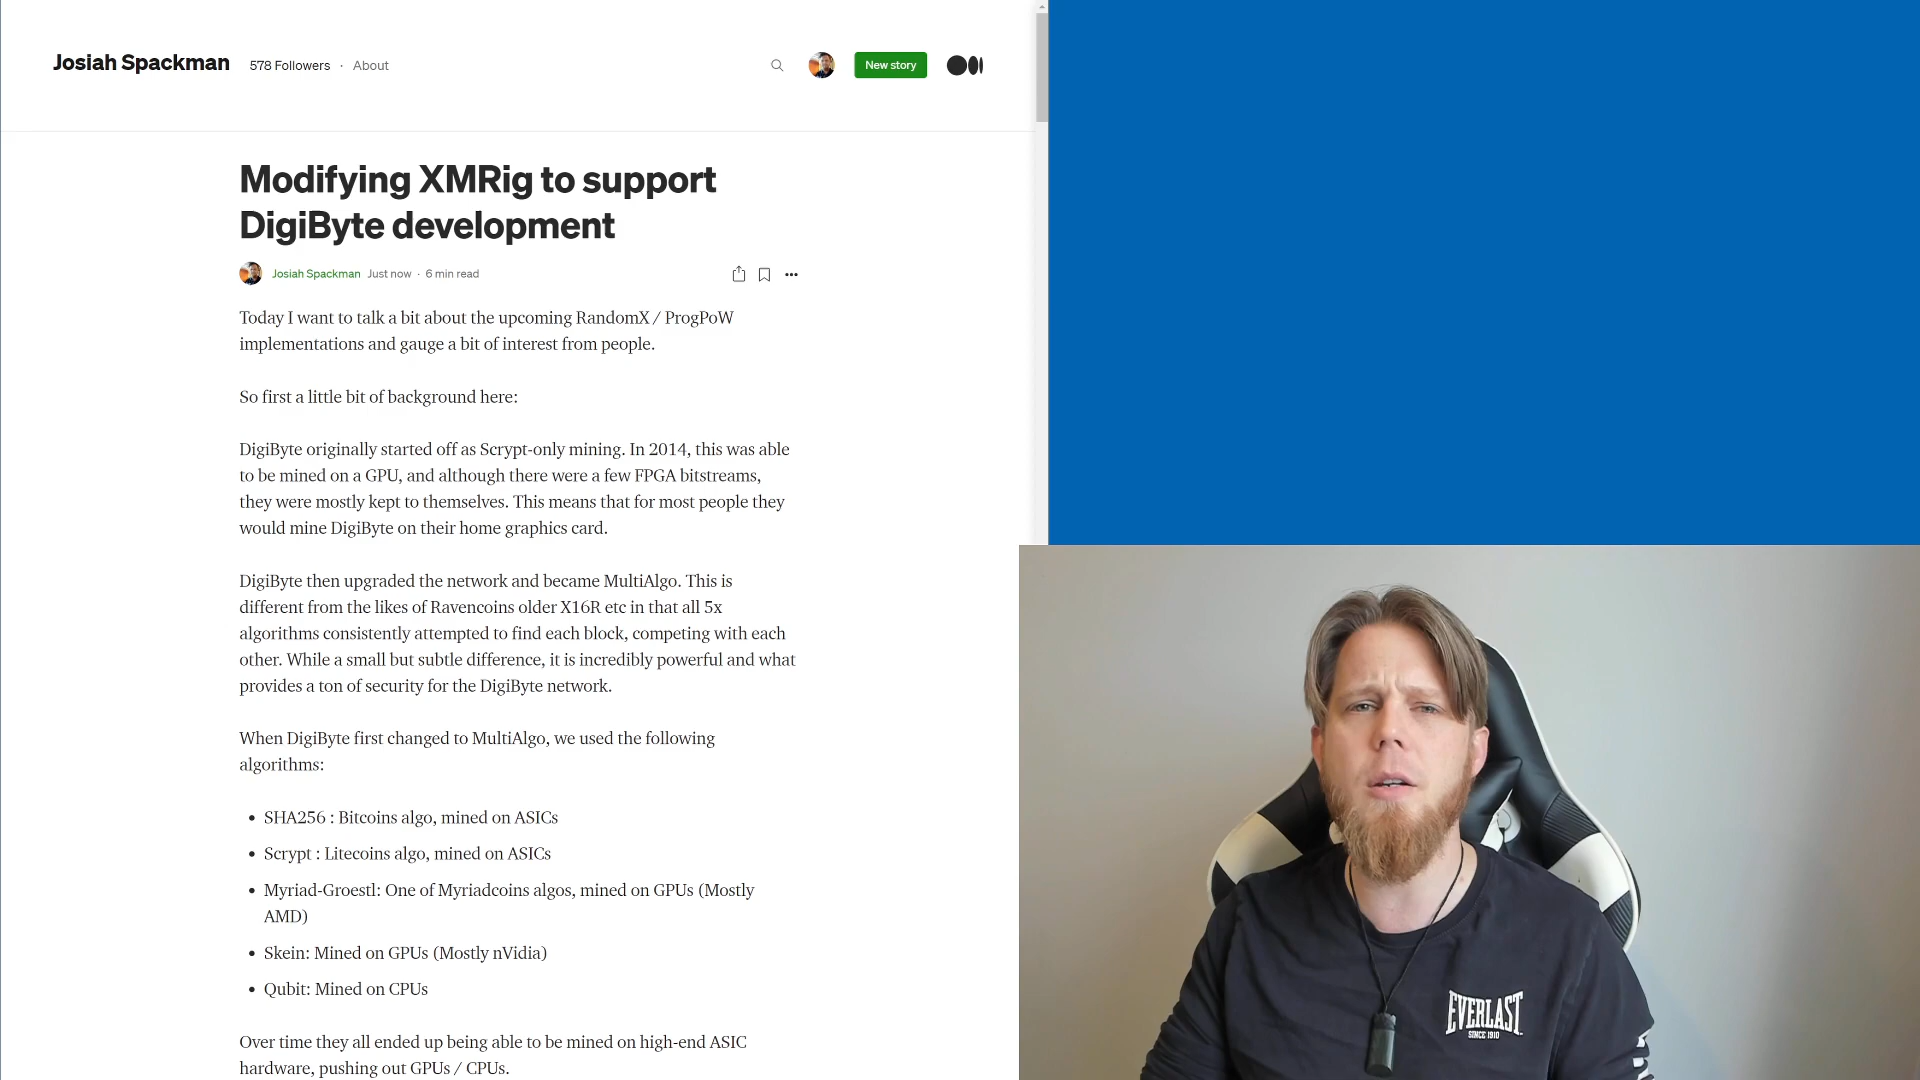 Josiah Spackman
578 Followers · About
New story
Modifying XMRig to support
DigiByte development
Josiah Spackman Just now · 6 min read
Today I want to talk a bit about the upcoming RandomX / ProgPoW
implementations and gauge a bit of interest from people.
So first a little bit of background here:
DigiByte originally started off as Scrypt-only mining. In 2014, this was able
to be mined on a GPU, and although there were a few FPGA bitstreams,
they were mostly kept to themselves. This means that for most people they
would mine DigiByte on their home graphics card.
DigiByte then upgraded the network and became MultiAlgo. This is
different from the likes of Ravencoins older X16R etc in that all 5x
algorithms consistently attempted to find each block, competing with each
other. While a small but subtle difference, it is incredibly powerful and what
provides a ton of security for the DigiByte network.
When DigiByte first changed to MultiAlgo, we used the following
algorithms:
• SHA256 : Bitcoins algo, mined on ASICs
• Scrypt : Litecoins algo, mined on ASICs
• Myriad-Groestl: One of Myriadcoins algos, mined on GPUs (Mostly
AMD)
• Skein: Mined on GPUs (Mostly nVidia)
• Qubit: Mined on CPUs
Over time they all ended up being able to be mined on high-end ASIC
hardware, pushing out GPUs / CPUs.
EVERLAST
SINCE 1910